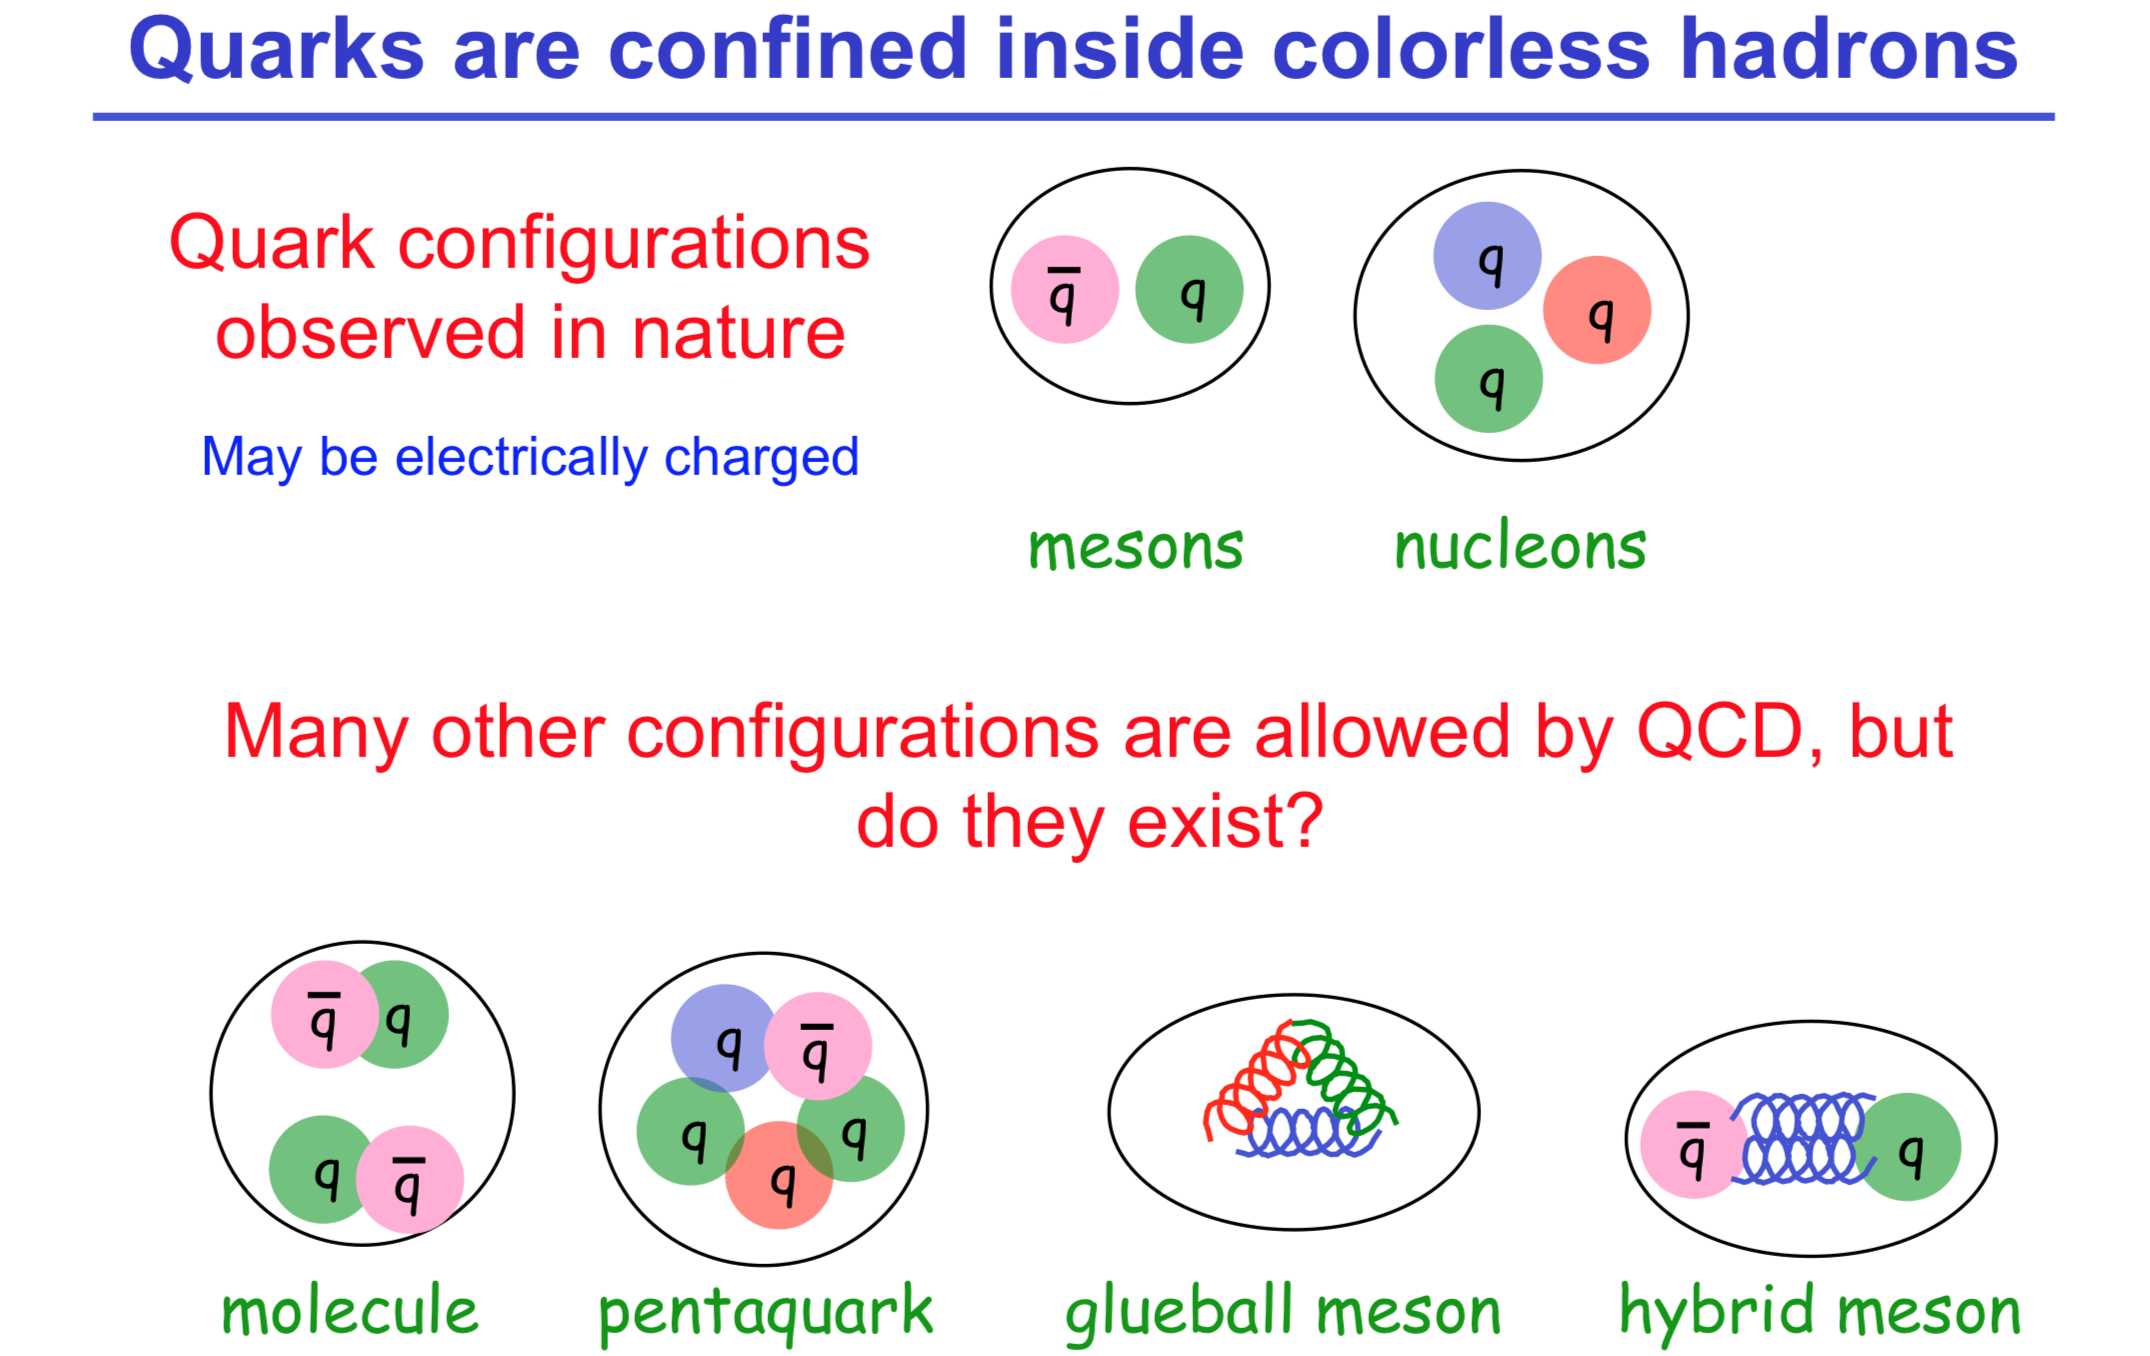 Quarks are confined inside colorless hadrons
Quark configurations
observed in nature
May be electrically charged
q̅ q
q
q
q
mesons nucleons
Many other configurations are allowed by QCD, but
do they exist?
q̅ q
q q̅
q q̅
q q
q
q̅ q
molecule pentaquark glueball meson hybrid meson